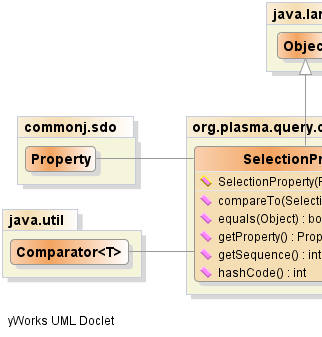 java.lan
Objec
commonj.sdo
Property
org.plasma.query.c
SelectionPr
SelectionProperty(P
compareTo(Selecti
equals(Object) : bo
getProperty() : Prop
getSequence() : int
hashCode() : int
java.util
Comparator<T>
yWorks UML Doclet